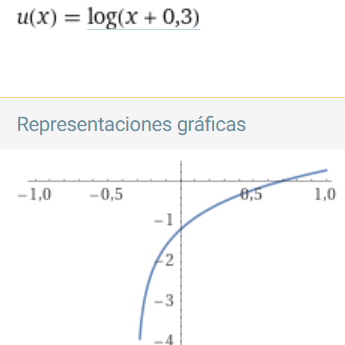 u(x) = log(x + 0,3)
Representaciones gráficas
−1,0 −0,5 0,5 1,0
−1
−2
−3
−4